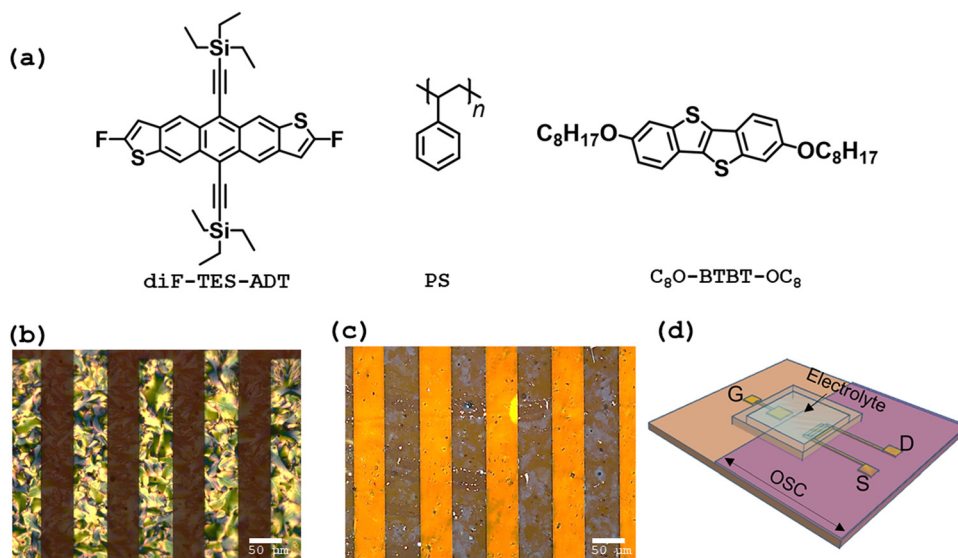 (a)
Si
S
F
F
S
Si
diF-TES-ADT
n
PS
S
C₈H₁₇O
OC₈H₁₇
S
C₈O-BTBT-OC₈
(b)
50 µm
(c)
50 µm
(d)
G
Electrolyte
D
S
OSC